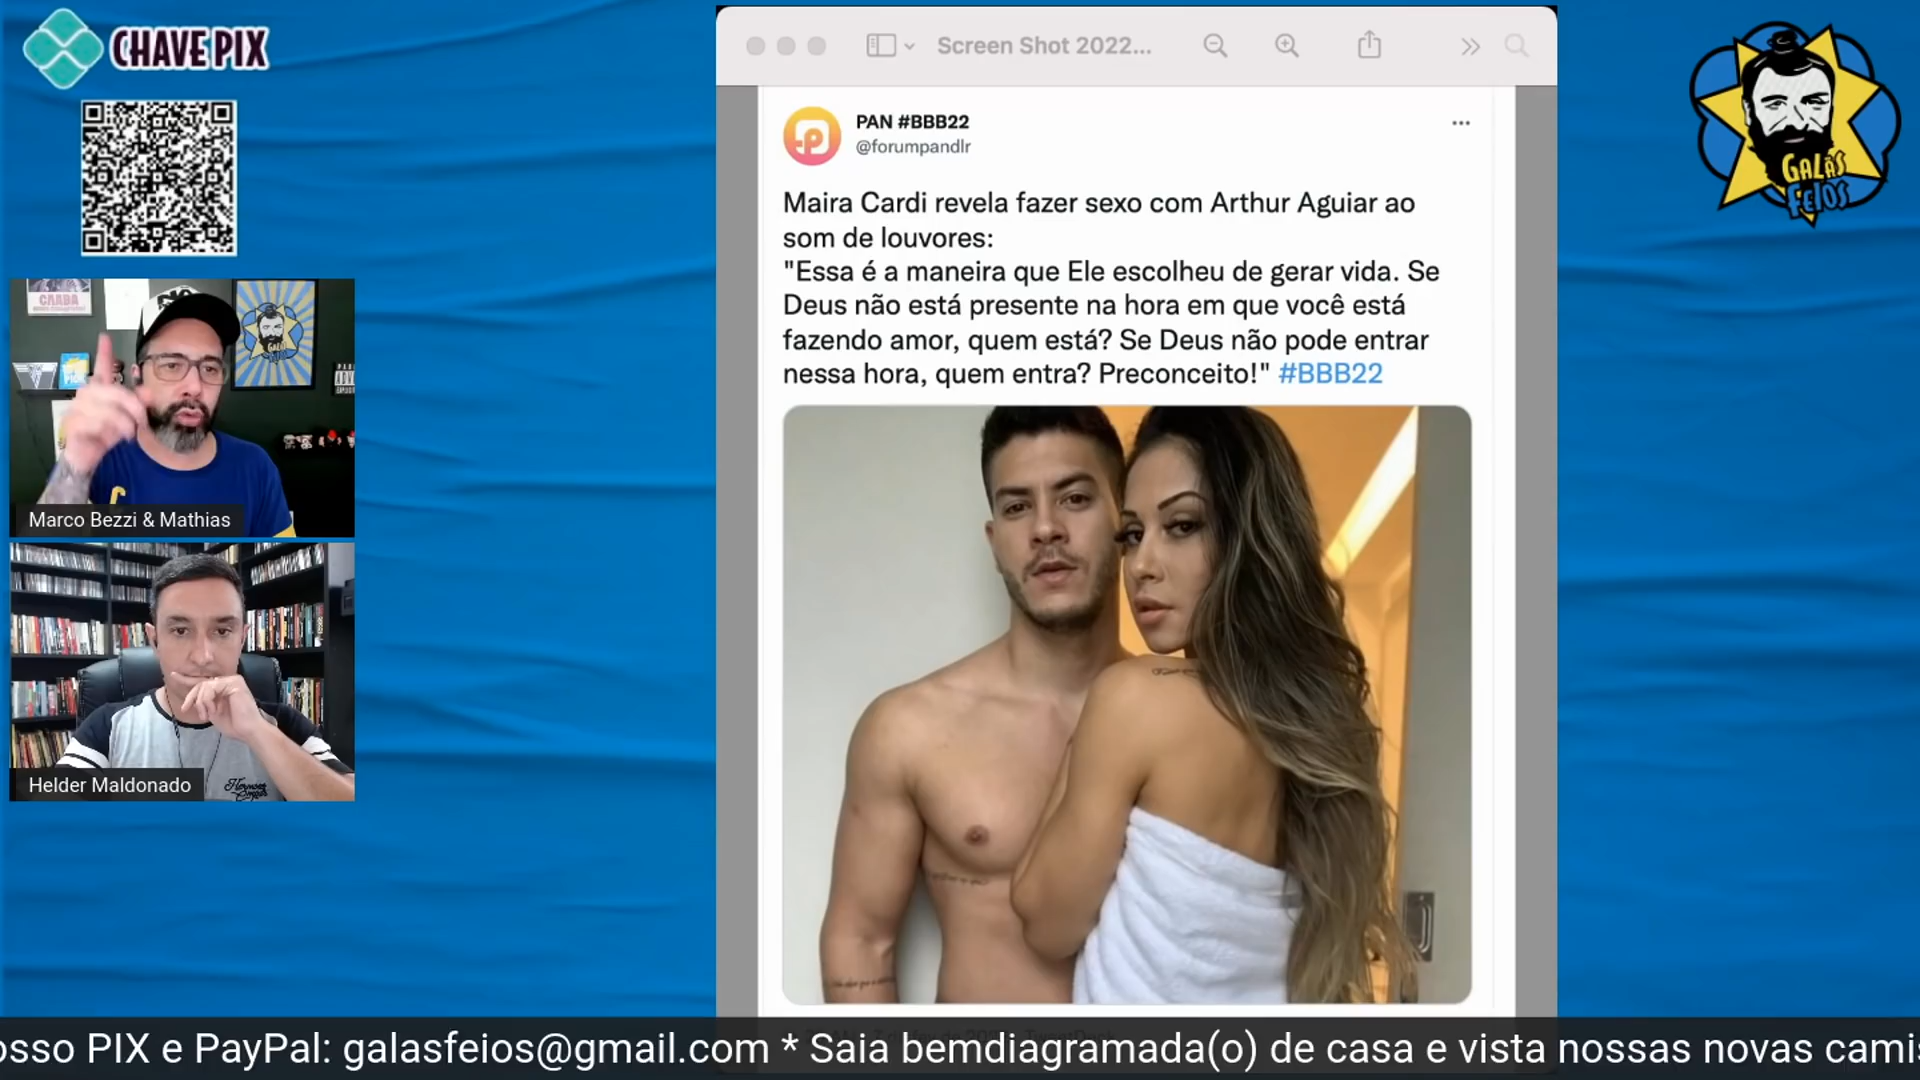 CHAVE PIX
Screen Shot 2022...
PAN #BBB22
@forumpandlr
Maira Cardi revela fazer sexo com Arthur Aguiar ao
som de louvores:
"Essa é a maneira que Ele escolheu de gerar vida. Se
Deus não está presente na hora em que você está
fazendo amor, quem está? Se Deus não pode entrar
nessa hora, quem entra? Preconceito!" #BBB22
GALÃS
FEIOS
Marco Bezzi & Mathias
Helder Maldonado
osso PIX e PayPal: galasfeios@gmail.com * Saia bemdiagramada(o) de casa e vista nossas novas camis